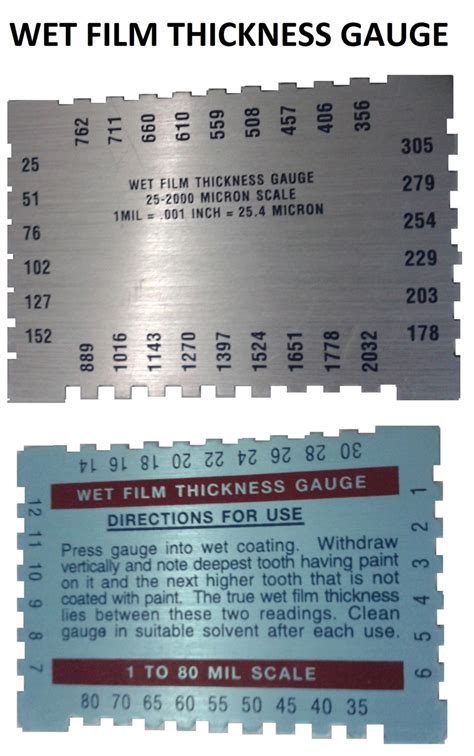 WET FILM THICKNESS GAUGE
762 711 660 610 559 508 457 406 356
25
51
76
102
127
152
305
279
254
229
203
178
WET FILM THICKNESS GAUGE
25-2000 MICRON SCALE
1MIL = .001 INCH = 25.4 MICRON
889 1016 1143 1270 1397 1524 1651 1778 2032
14 16 18 20 22 24 26 28 30
12
11
10
9
8
7
1
2
3
4
5
6
WET FILM THICKNESS GAUGE
DIRECTIONS FOR USE
Press gauge into wet coating. Withdraw
vertically and note deepest tooth having paint
on it and the next higher tooth that is not
coated with paint. The true wet film thickness
lies between these two readings. Clean
gauge in suitable solvent after each use.
1 TO 80 MIL SCALE
80 70 65 60 55 50 45 40 35